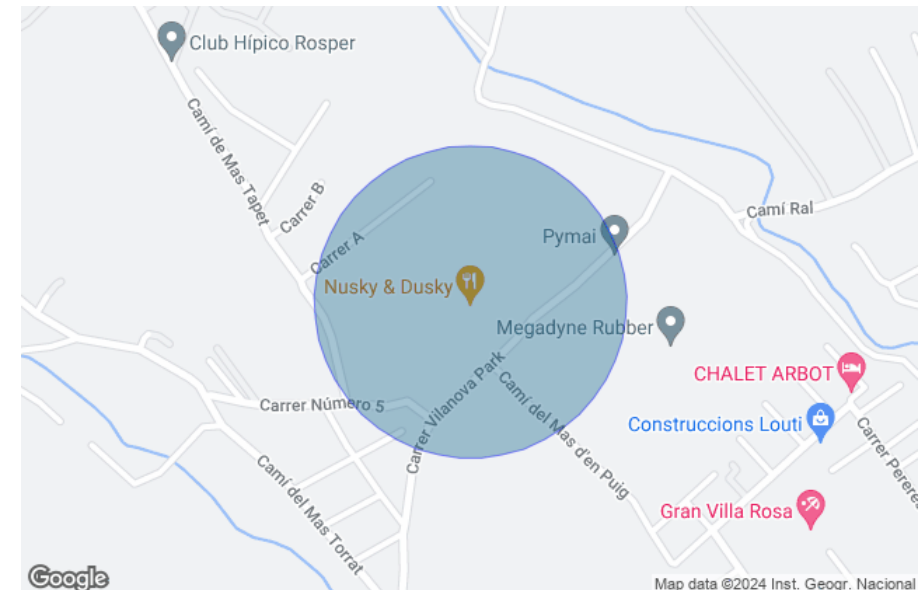 Club Hípico Rosper
Camí de Mas Tapet
Carrer B
Carrer A
Camí Ral
Pymai
Nusky & Dusky
Megadyne Rubber
CHALET ARBOT
Carrer Número 5
Carrer Vilanova Park
Camí del Mas d'en Puig
Construccions Louti
Carrer Pereres
Camí del Mas Torrat
Gran Villa Rosa
Google
Map data ©2024 Inst. Geogr. Nacional